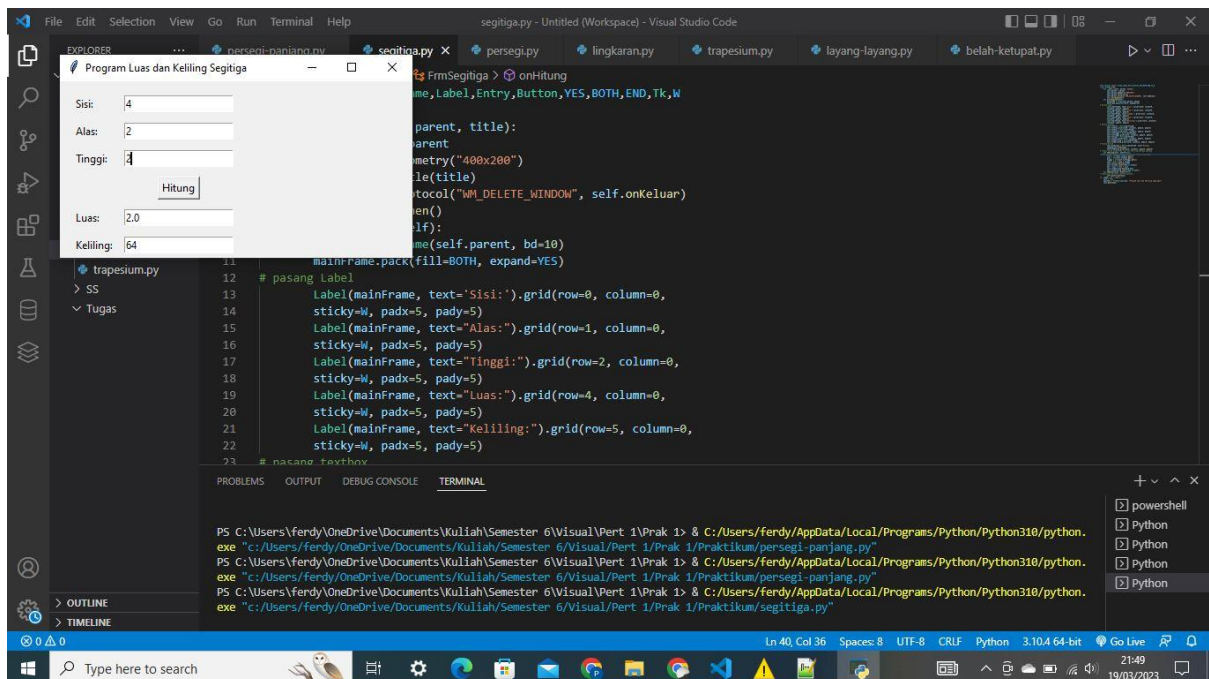 File Edit Selection View Go Run Terminal Help segitiga.py - Untitled (Workspace) - Visual Studio Code
EXPLORER ... persegi-panjang.py segitiga.py persegi.py lingkaran.py trapesium.py layang-layang.py belah-ketupat.py
Program Luas dan Keliling Segitiga
Sisi: 4
Alas: 2
Tinggi: 2
Hitung
Luas: 2.0
Keliling: 64
FrmSegitiga > onHitung
me,Label,Entry,Button,YES,BOTH,END,Tk,W
parent, title):
parent
ometry("400x200")
le(title)
tocol("WM_DELETE_WINDOW", self.onKeluar)
en()
lf):
me(self.parent, bd=10)
11 mainFrame.pack(fill=BOTH, expand=YES)
12 # pasang Label
13 Label(mainFrame, text='Sisi:').grid(row=0, column=0,
14 sticky=W, padx=5, pady=5)
15 Label(mainFrame, text="Alas:").grid(row=1, column=0,
16 sticky=W, padx=5, pady=5)
17 Label(mainFrame, text="Tinggi:").grid(row=2, column=0,
18 sticky=W, padx=5, pady=5)
19 Label(mainFrame, text="Luas:").grid(row=4, column=0,
20 sticky=W, padx=5, pady=5)
21 Label(mainFrame, text="Keliling:").grid(row=5, column=0,
22 sticky=W, padx=5, pady=5)
23 # pasang textbox
trapesium.py
> SS
Tugas
PROBLEMS OUTPUT DEBUG CONSOLE TERMINAL
PS C:\Users\ferdy\OneDrive\Documents\Kuliah\Semester 6\Visual\Pert 1\Prak 1> & C:/Users/ferdy/AppData/Local/Programs/Python/Python310/python.
exe "c:/Users/ferdy/OneDrive/Documents/Kuliah/Semester 6/Visual/Pert 1/Prak 1/Praktikum/persegi-panjang.py"
PS C:\Users\ferdy\OneDrive\Documents\Kuliah\Semester 6\Visual\Pert 1\Prak 1> & C:/Users/ferdy/AppData/Local/Programs/Python/Python310/python.
exe "c:/Users/ferdy/OneDrive/Documents/Kuliah/Semester 6/Visual/Pert 1/Prak 1/Praktikum/persegi-panjang.py"
PS C:\Users\ferdy\OneDrive\Documents\Kuliah\Semester 6\Visual\Pert 1\Prak 1> & C:/Users/ferdy/AppData/Local/Programs/Python/Python310/python.
exe "c:/Users/ferdy/OneDrive/Documents/Kuliah/Semester 6/Visual/Pert 1/Prak 1/Praktikum/segitiga.py"
powershell
Python
Python
Python
Python
> OUTLINE
> TIMELINE
0 0 Ln 40, Col 36 Spaces: 8 UTF-8 CRLF Python 3.10.4 64-bit Go Live
Type here to search
21:49
19/03/2023